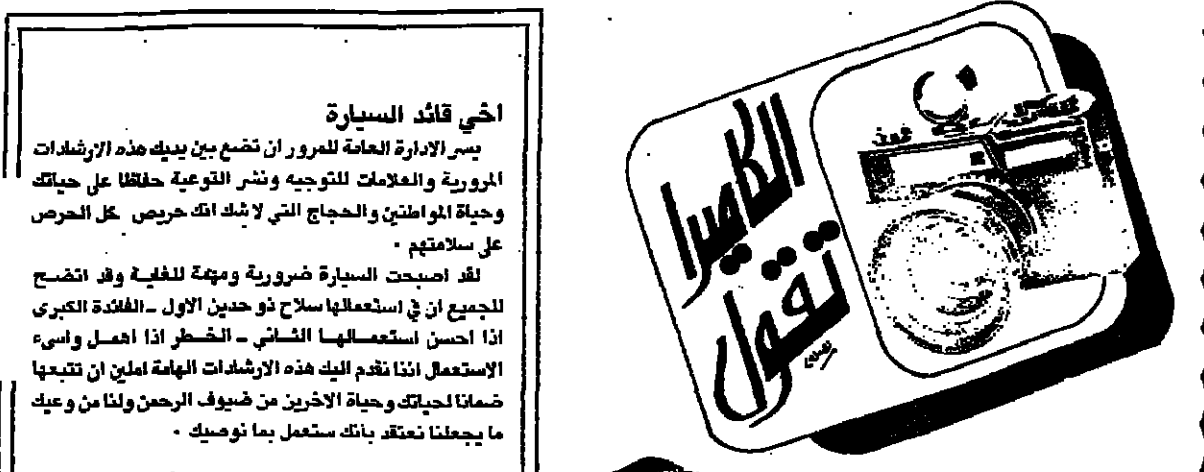 اخي قائد السيارة
يسر الادارة العامة للمرور ان تضع بين يديك هذه الارشادات
المرورية والعلامات للتوجيه ونشر التوعية حفاظا على حياتك
وحياة المواطنين والحجاج التي لا شك انك حريص كل الحرص
على سلامتهم ٠
لقد اصبحت السيارة ضرورية ومهمة للغاية وقد اتضح
للجميع ان في استعمالها سلاح ذو حدين الاول ـ الفائدة الكبرى
اذا احسن استعمالها الثاني ـ الخطر اذا اهمل واسيء
الاستعمال اننا نقدم اليك هذه الارشادات الهامة املين ان تتبعها
ضمانا لحياتك وحياة الاخرين من ضيوف الرحمن ولنا من وعيك
ما يجعلنا نعتقد بانك ستعمل بما نوصيك ٠
الكاميرا
تقول